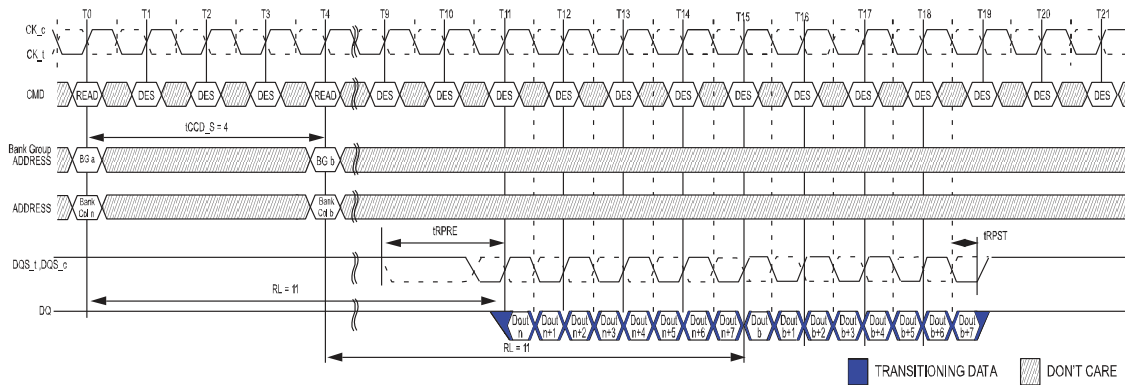 T0 T1 T2 T3 T4 T9 T10 T11 T12 T13 T14 T15 T16 T17 T18 T19 T20 T21
CK_c
CK_t
CMD READ DES DES DES READ DES DES DES DES DES DES DES DES DES DES DES DES DES
tCCD_S = 4
Bank Group
ADDRESS BG a BG b
ADDRESS Bank Col n Bank Col b
tRPRE tRPST
DQS_t ,DQS_c
RL = 11
DQ Dout n Dout n+1 Dout n+2 Dout n+3 Dout n+4 Dout n+5 Dout n+6 Dout n+7 Dout b Dout b+1 Dout b+2 Dout b+3 Dout b+4 Dout b+5 Dout b+6 Dout b+7
RL = 11
TRANSITIONING DATA DON'T CARE